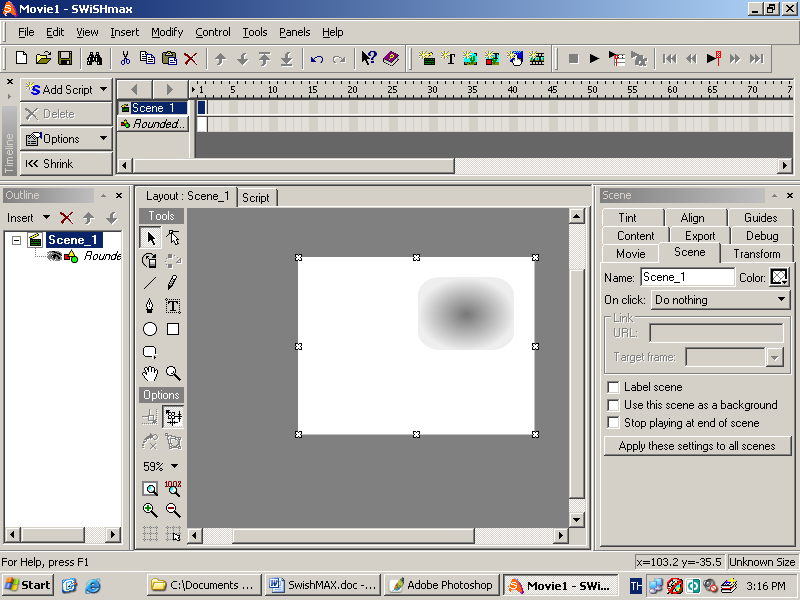 Movie1 - SWiSHmax
File Edit View Insert Modify Control Tools Panels Help
Timeline
Add Script
Delete
Options
Shrink
1 5 10 15 20 25 30 35 40 45 50 55 60 65 70 7
Scene_1
Rounded...
Outline
Insert
Scene_1
Rounde
Layout : Scene_1 Script
Tools
Options
59%
100%
Scene
Tint Align Guides
Content Export Debug
Movie Scene Transform
Name: Scene_1 Color:
On click: Do nothing
Link
URL:
Target frame:
Label scene
Use this scene as a background
Stop playing at end of scene
Apply these settings to all scenes
For Help, press F1
x=103.2 y=-35.5 Unknown Size
Start C:\Documents ... SwishMAX.doc -... Adobe Photoshop Movie1 - SWi... TH 3:16 PM